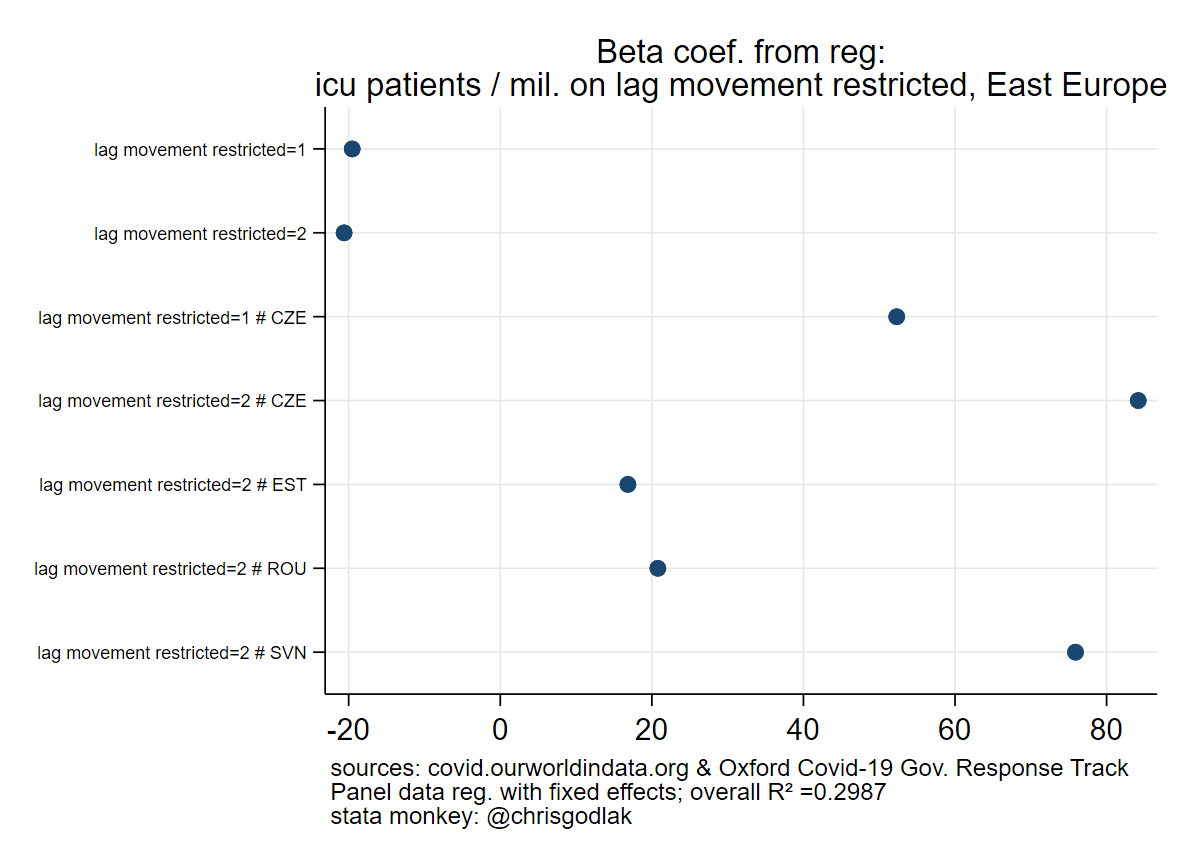 Beta coef. from reg:
icu patients / mil. on lag movement restricted, East Europe
lag movement restricted=1
lag movement restricted=2
lag movement restricted=1 # CZE
lag movement restricted=2 # CZE
lag movement restricted=2 # EST
lag movement restricted=2 # ROU
lag movement restricted=2 # SVN
-20 0 20 40 60 80
sources: covid.ourworldindata.org & Oxford Covid-19 Gov. Response Track
Panel data reg. with fixed effects; overall R² =0.2987
stata monkey: @chrisgodlak